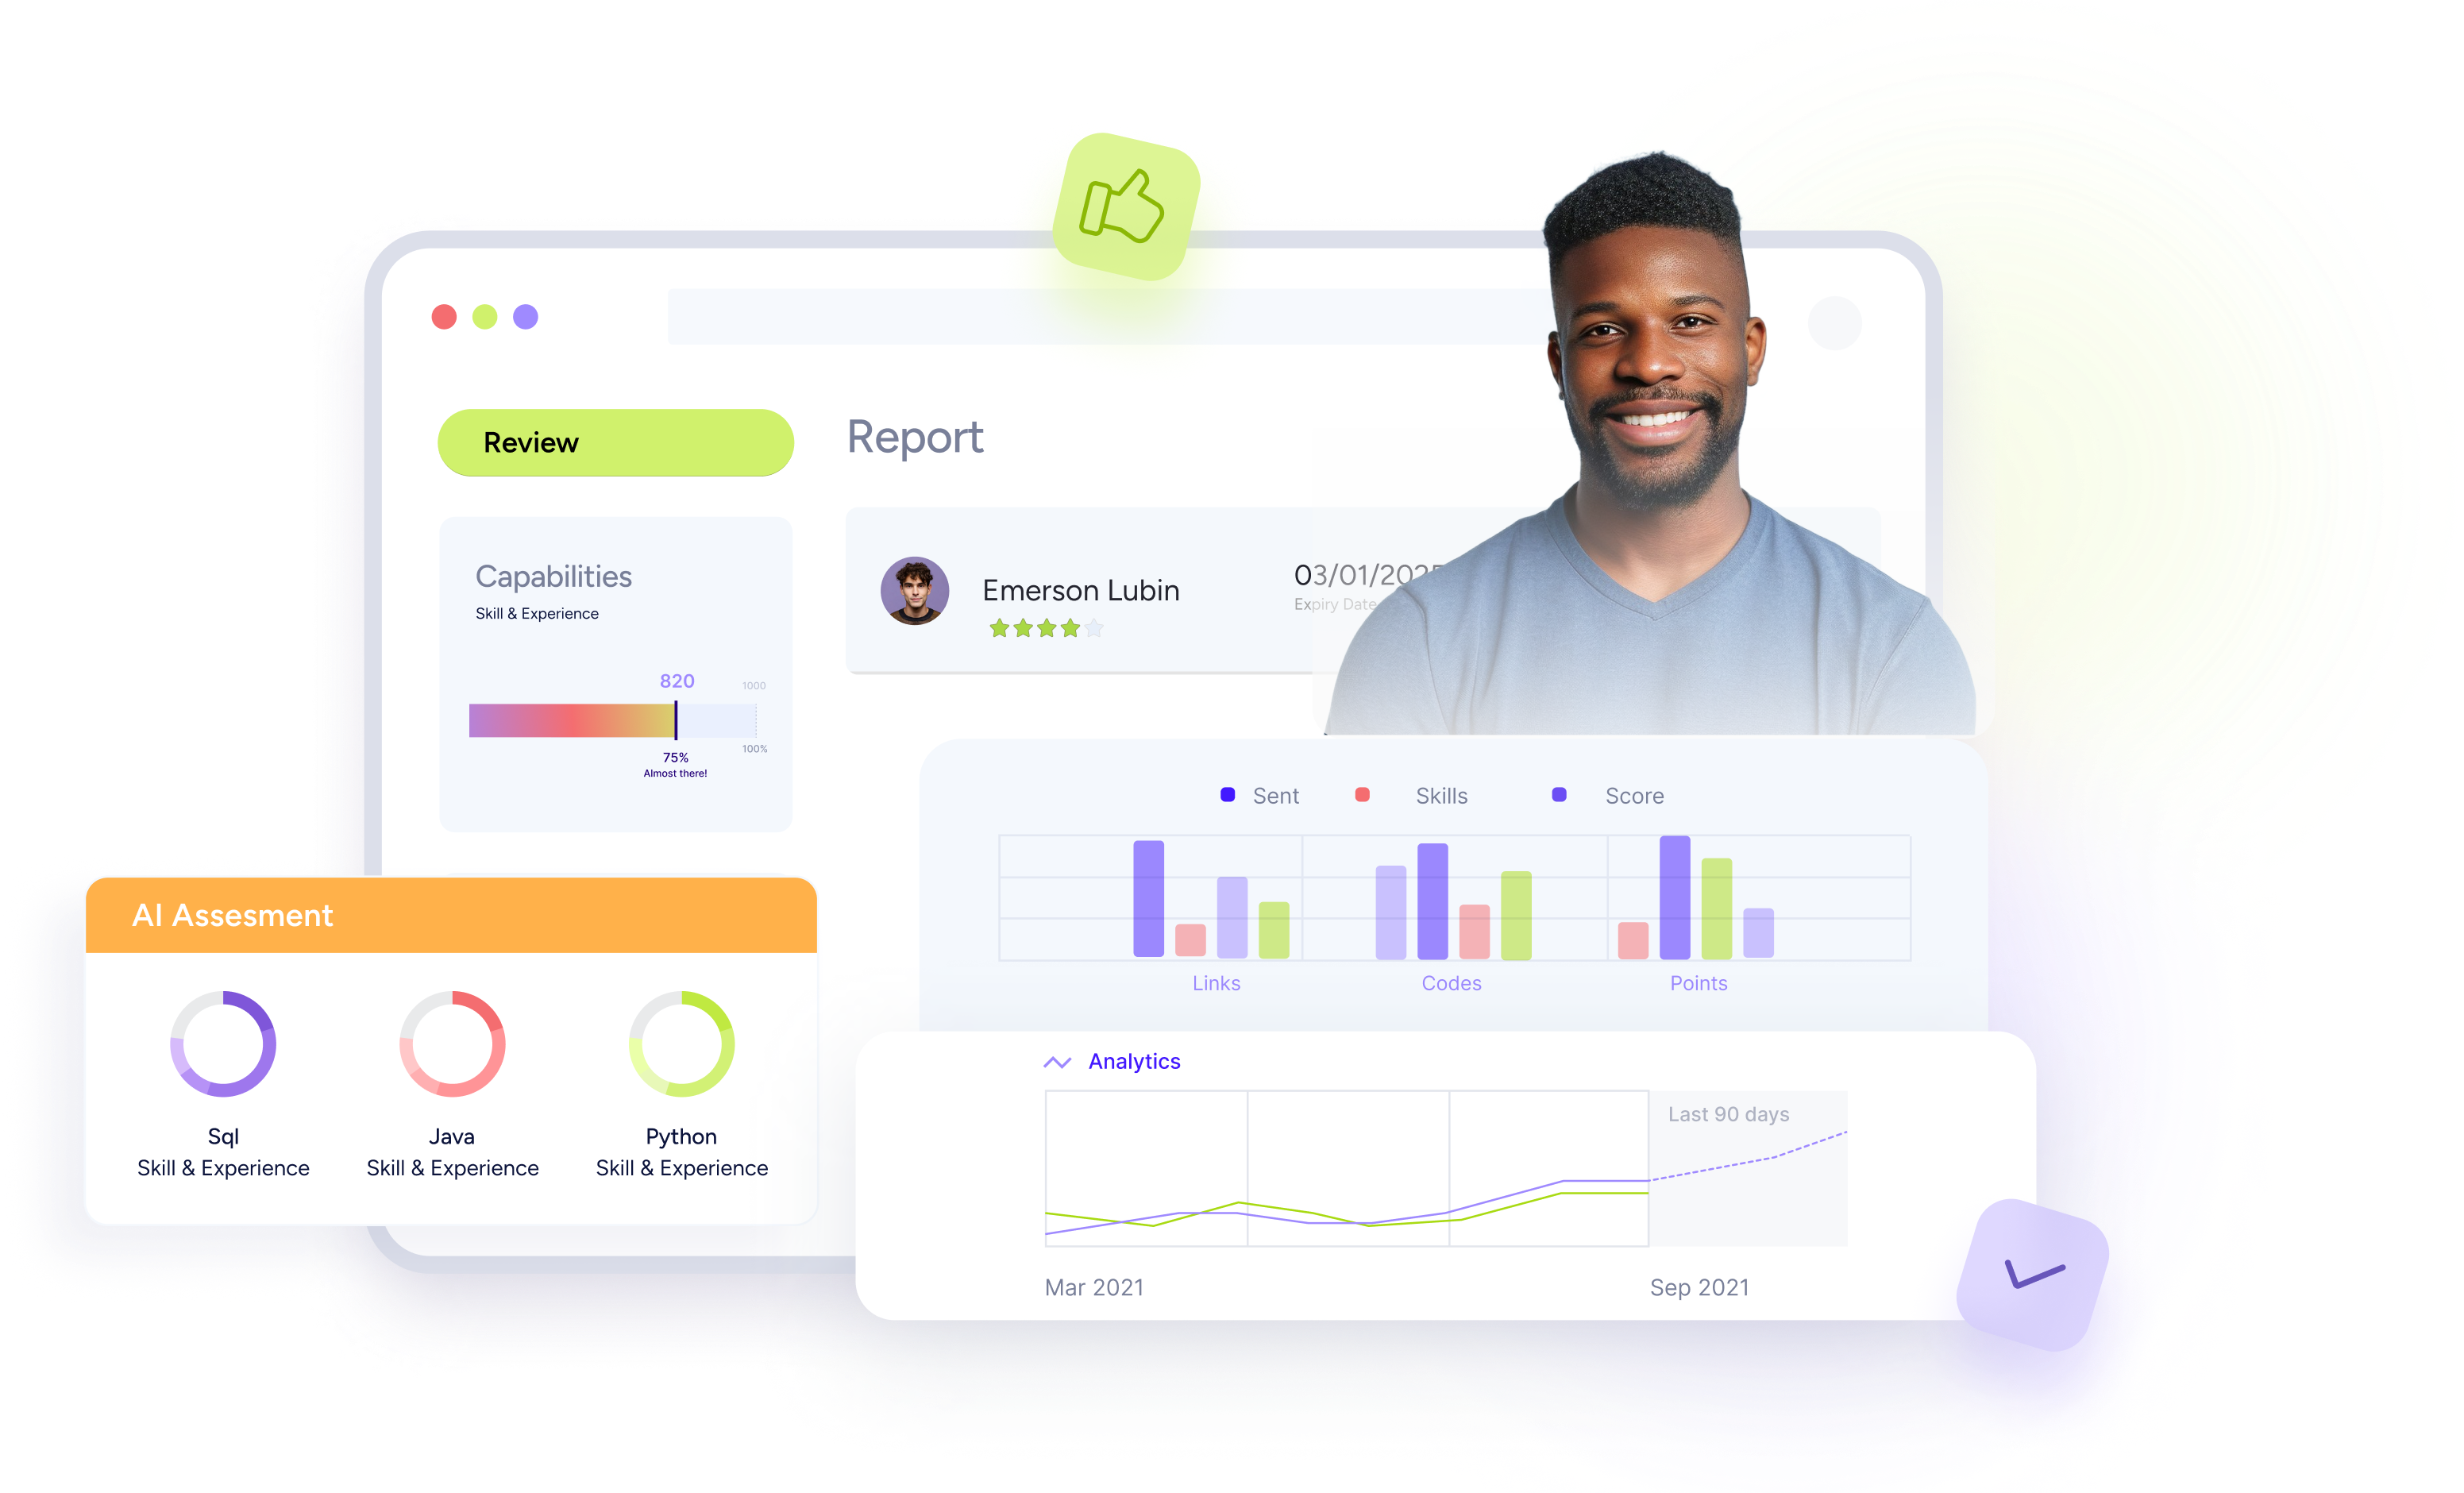 Review
Report
Capabilities
Skill & Experience
820
1000
75%
100%
Almost there!
Emerson Lubin
03/01/2025
Expiry Date
Sent
Skills
Score
Links
Codes
Points
AI Assesment
Sql
Skill & Experience
Java
Skill & Experience
Python
Skill & Experience
Analytics
Last 90 days
Mar 2021
Sep 2021